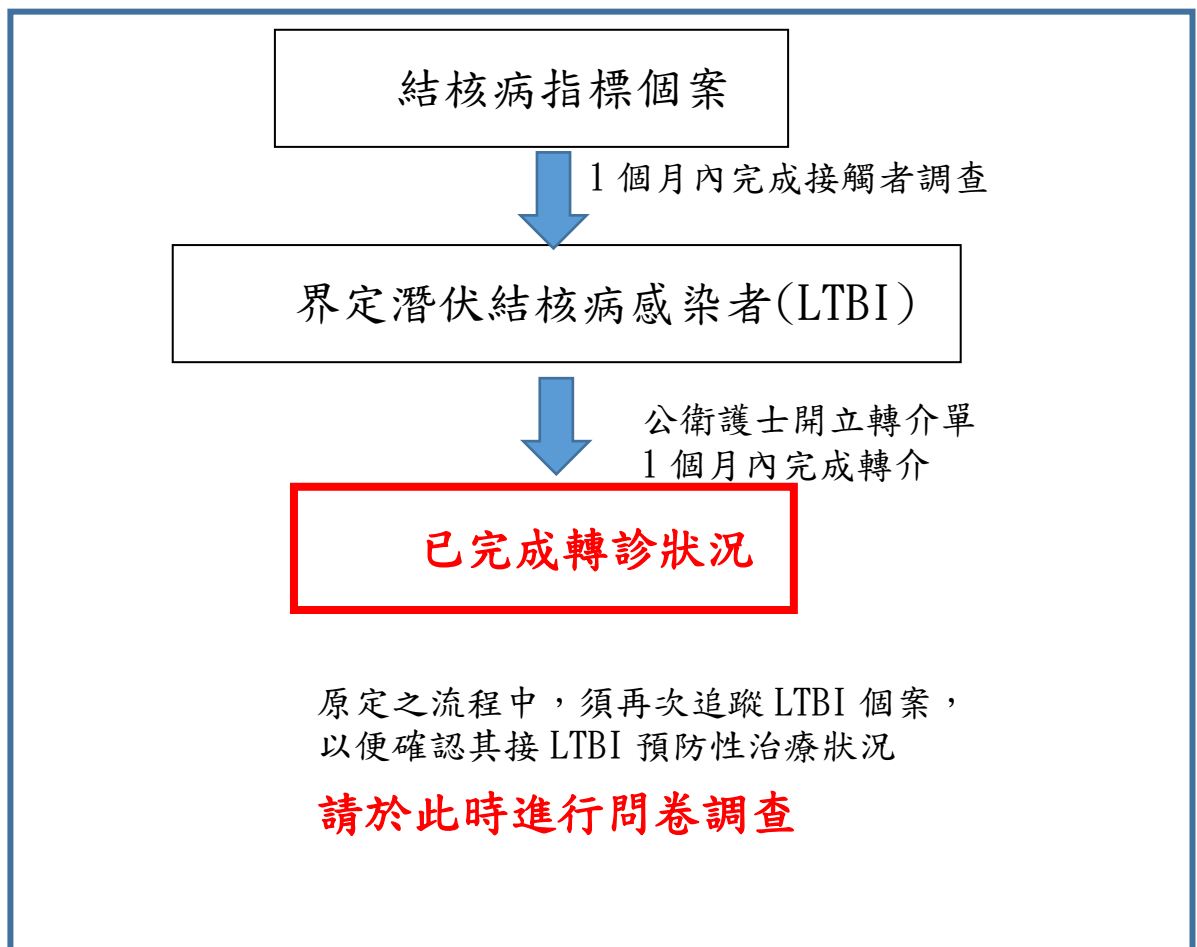 結核病指標個案
1個月內完成接觸者調查
界定潛伏結核病感染者(LTBI)
公衛護士開立轉介單
1個月內完成轉介
已完成轉診狀況
原定之流程中，須再次追蹤LTBI個案，
以便確認其接LTBI預防性治療狀況
請於此時進行問卷調查